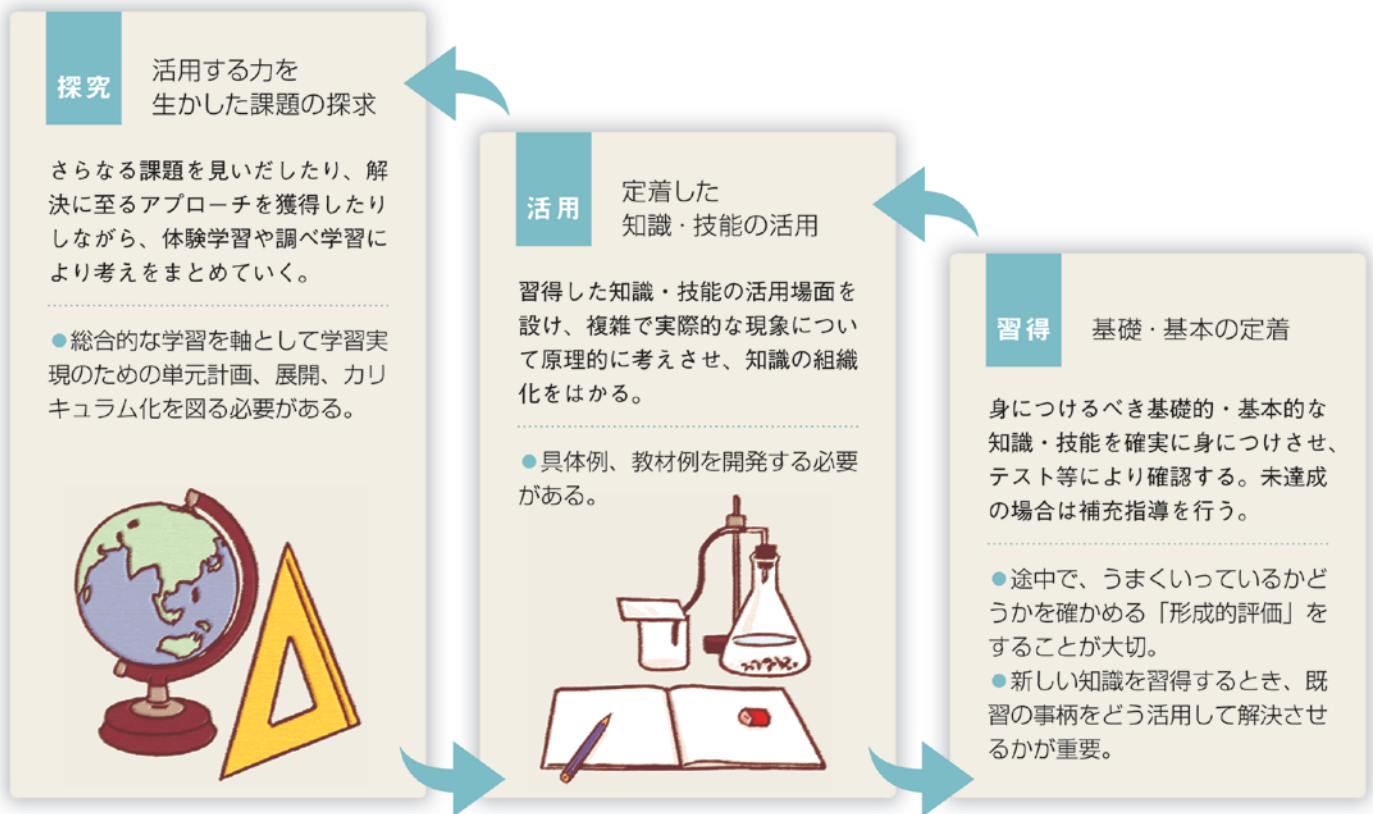 探究
活用する力を
生かした課題の探求
さらなる課題を見いだしたり、解
決に至るアプローチを獲得したり
しながら、体験学習や調べ学習に
より考えをまとめていく。
●総合的な学習を軸として学習実
現のための単元計画、展開、カリ
キュラム化を図る必要がある。
活用
定着した
知識・技能の活用
習得した知識・技能の活用場面を
設け、複雑で実際的な現象につい
て原理的に考えさせ、知識の組織
化をはかる。
●具体例、教材例を開発する必要
がある。
習得
基礎・基本の定着
身につけるべき基礎的・基本的な
知識・技能を確実に身につけさせ、
テスト等により確認する。未達成
の場合は補充指導を行う。
●途中で、うまくいっているかど
うかを確かめる「形成的評価」を
することが大切。
●新しい知識を習得するとき、既
習の事柄をどう活用して解決させ
るかが重要。